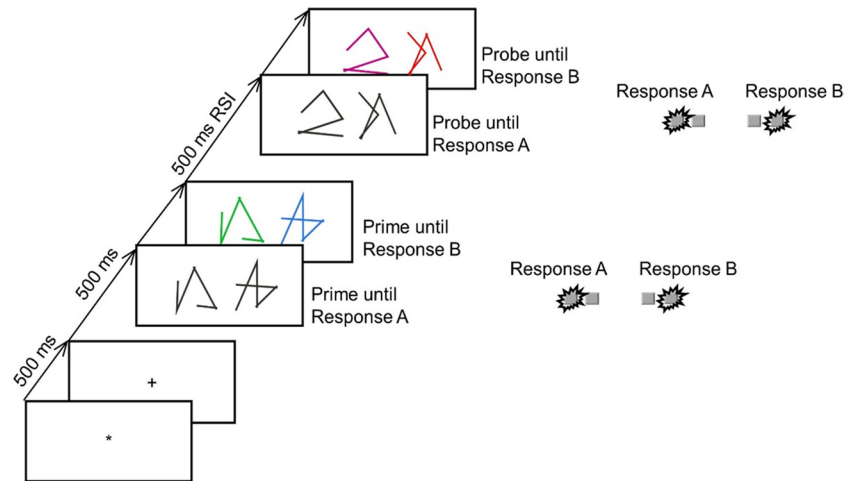 Probe until
Response B
Response A
Response B
500 ms RSI
Probe until
Response A
Prime until
Response B
500 ms
Response A
Response B
Prime until
Response A
500 ms
+
*